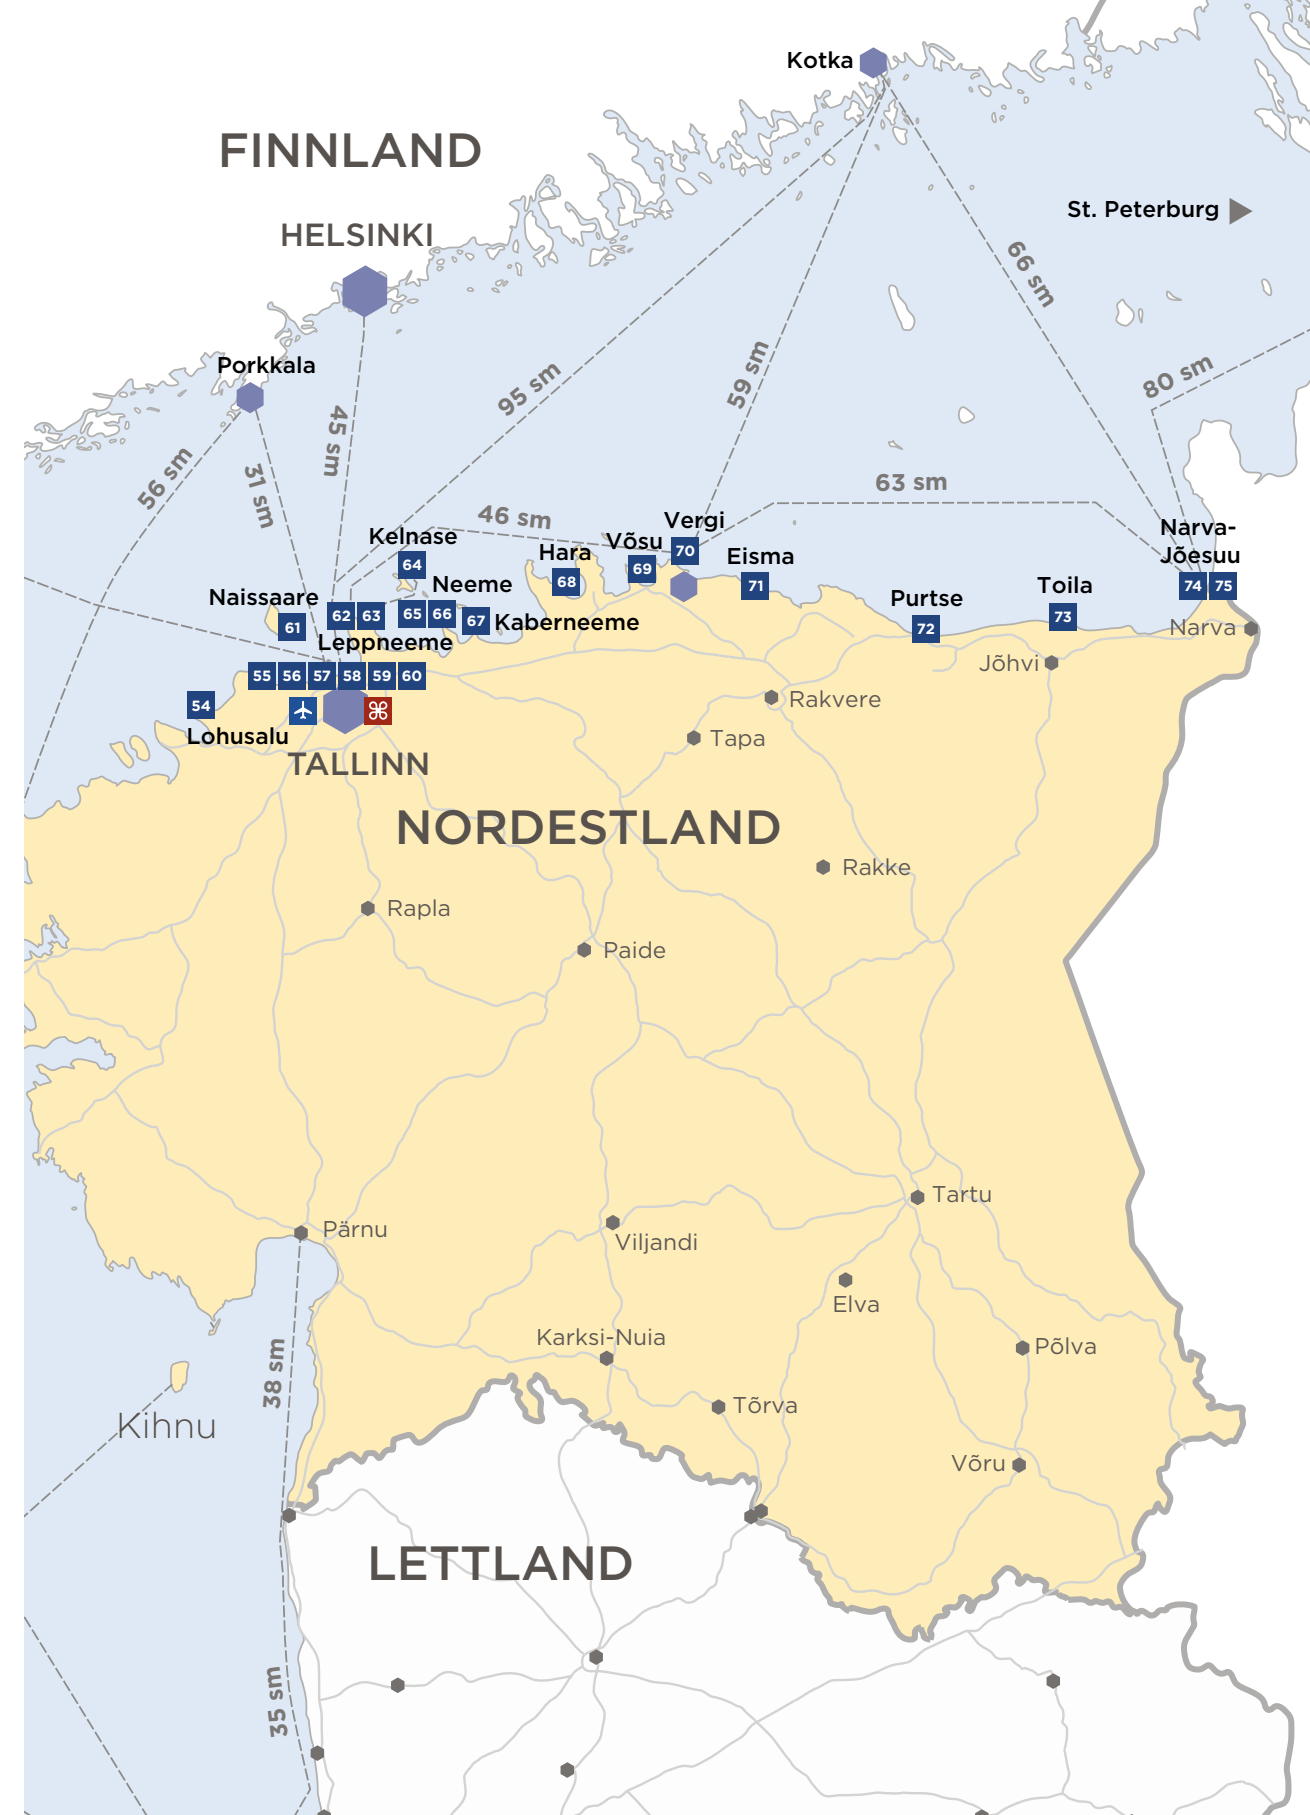 Kotka
FINNLAND
St. Peterburg
HELSINKI
66 sm
Porkkala
80 sm
95 sm
59 sm
45 sm
56 sm
31 sm
63 sm
46 sm
Vergi
Narva-
Jõesuu
Kelnase
Võsu
70
Hara
Eisma
64
69
68
71
74 75
Neeme
Toila
Naissaare
Purtse
62 63
65 66
67
Kaberneeme
73
61
72
Narva
Leppneeme
Jõhvi
55 56 57 58 59 60
54
Rakvere
Lohusalu
Tapa
TALLINN
NORDESTLAND
Rakke
Rapla
Paide
Tartu
Pärnu
Viljandi
Elva
Karksi-Nuia
Põlva
38 sm
Tõrva
Kihnu
Võru
LETTLAND
35 sm